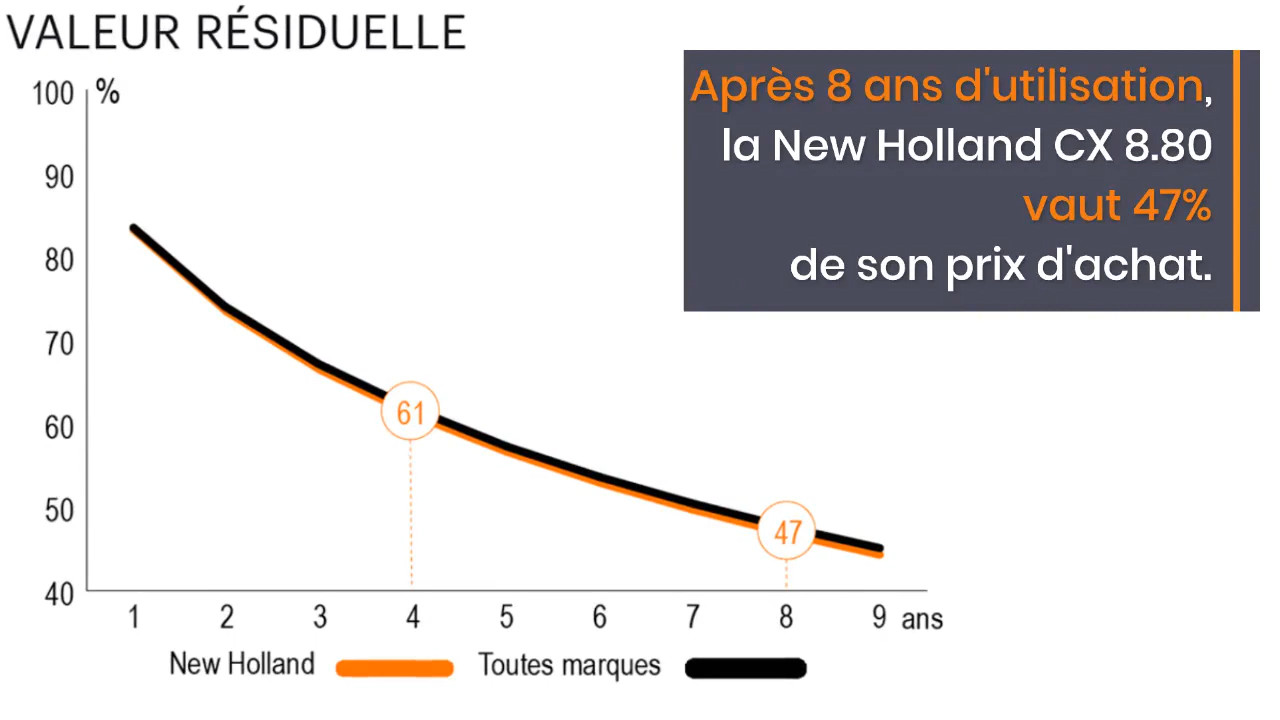 VALEUR RÉSIDUELLE
Après 8 ans d'utilisation,
la New Holland CX 8.80
vaut 47%
de son prix d'achat.
100 %
90
80
70
60
50
40
61
47
1 2 3 4 5 6 7 8 9 ans
New Holland Toutes marques